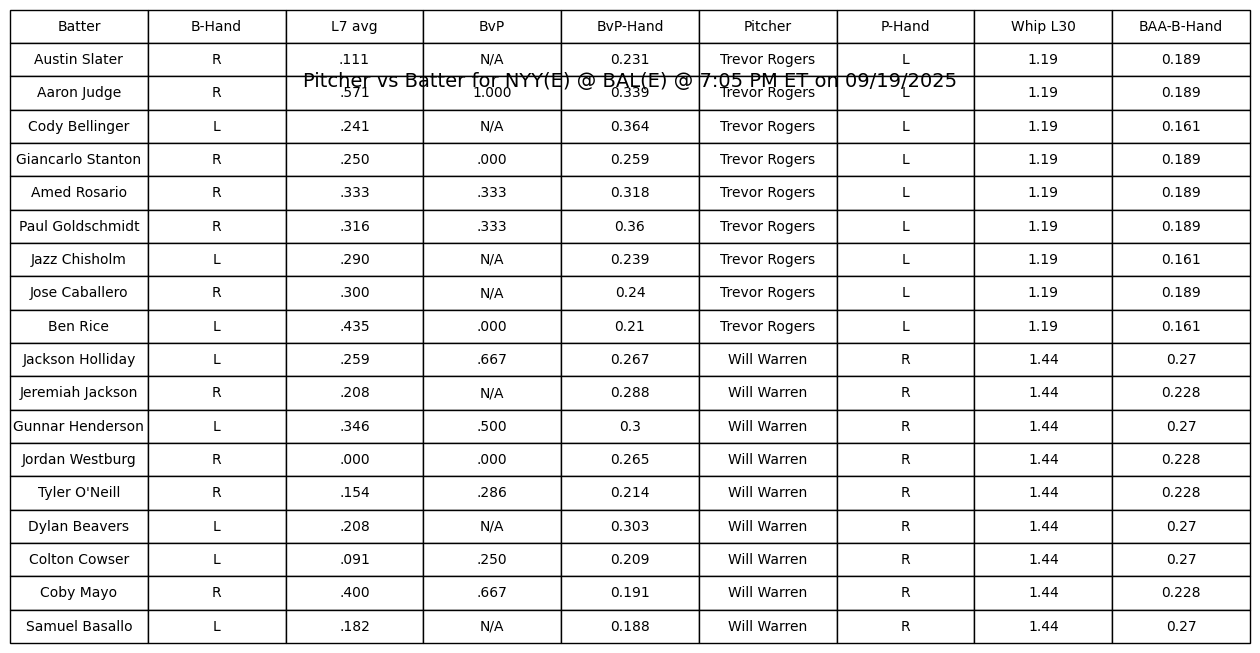 Batter B-Hand L7 avg BvP BvP-Hand Pitcher P-Hand Whip L30 BAA-B-Hand
Austin Slater R .111 N/A 0.231 Trevor Rogers L 1.19 0.189
Pitcher vs Batter for NYY(E) @ BAL(E) @ 7:05 PM ET on 09/19/2025
Aaron Judge R .571 1.000 0.339 Trevor Rogers L 1.19 0.189
Cody Bellinger L .241 N/A 0.364 Trevor Rogers L 1.19 0.161
Giancarlo Stanton R .250 .000 0.259 Trevor Rogers L 1.19 0.189
Amed Rosario R .333 .333 0.318 Trevor Rogers L 1.19 0.189
Paul Goldschmidt R .316 .333 0.36 Trevor Rogers L 1.19 0.189
Jazz Chisholm L .290 N/A 0.239 Trevor Rogers L 1.19 0.161
Jose Caballero R .300 N/A 0.24 Trevor Rogers L 1.19 0.189
Ben Rice L .435 .000 0.21 Trevor Rogers L 1.19 0.161
Jackson Holliday L .259 .667 0.267 Will Warren R 1.44 0.27
Jeremiah Jackson R .208 N/A 0.288 Will Warren R 1.44 0.228
Gunnar Henderson L .346 .500 0.3 Will Warren R 1.44 0.27
Jordan Westburg R .000 .000 0.265 Will Warren R 1.44 0.228
Tyler O'Neill R .154 .286 0.214 Will Warren R 1.44 0.228
Dylan Beavers L .208 N/A 0.303 Will Warren R 1.44 0.27
Colton Cowser L .091 .250 0.209 Will Warren R 1.44 0.27
Coby Mayo R .400 .667 0.191 Will Warren R 1.44 0.228
Samuel Basallo L .182 N/A 0.188 Will Warren R 1.44 0.27